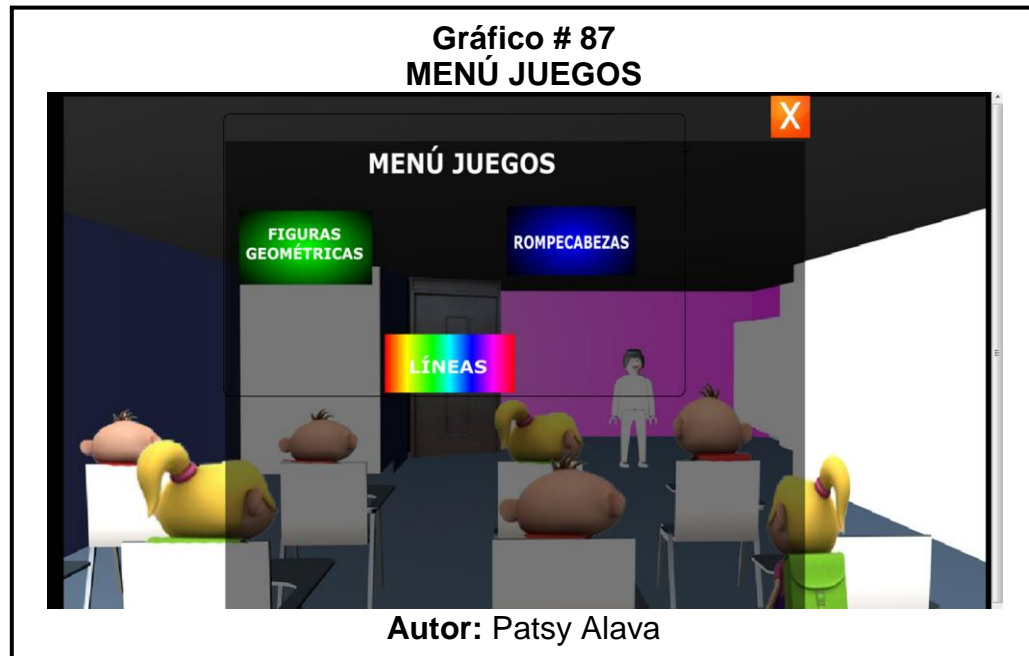 Gráfico # 87
MENÚ JUEGOS
X
MENÚ JUEGOS
FIGURAS
GEOMÉTRICAS
ROMPECABEZAS
LÍNEAS
Autor: Patsy Alava